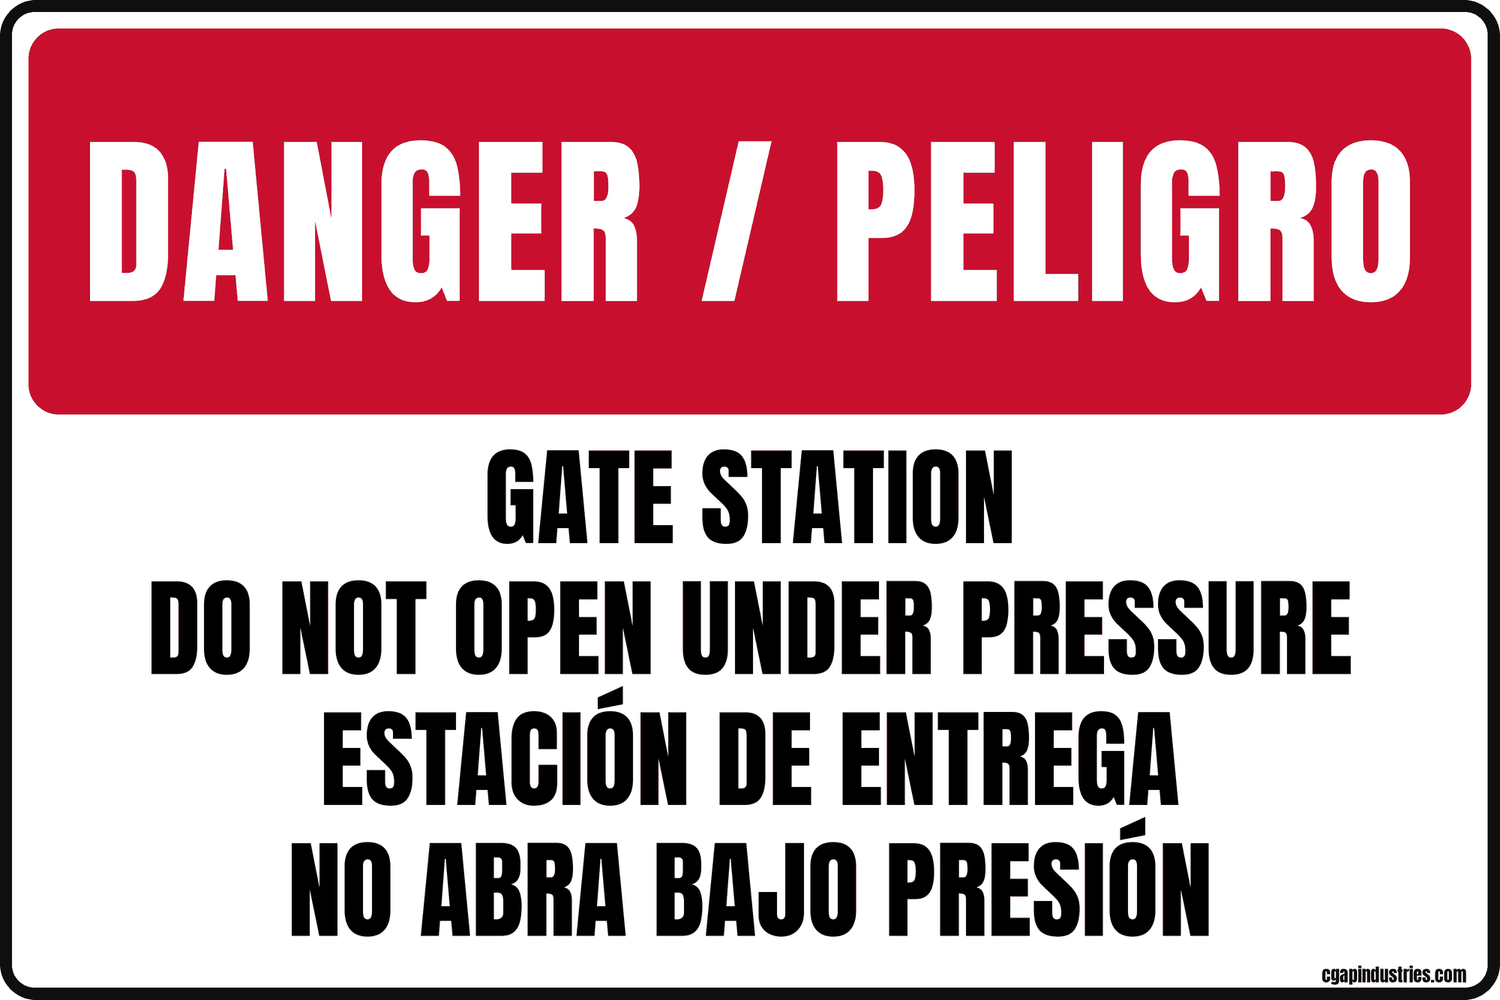 DANGER / PELIGRO
GATE STATION
DO NOT OPEN UNDER PRESSURE
ESTACIÓN DE ENTREGA
NO ABRA BAJO PRESIÓN
cgapindustries.com